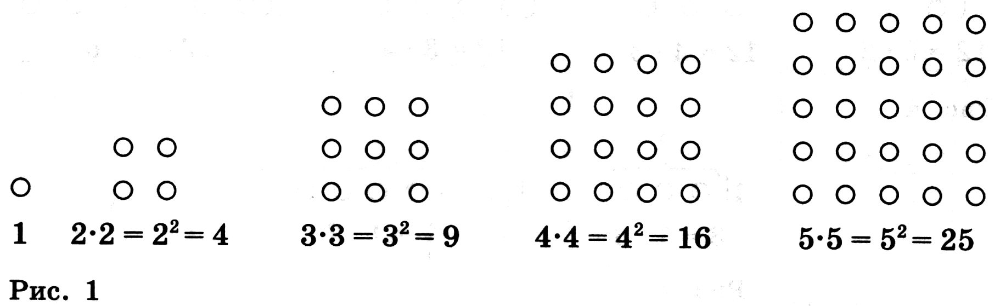 1 2·2 = 2² = 4 3·3 = 3² = 9 4·4 = 4² = 16 5·5 = 5² = 25
Рис. 1